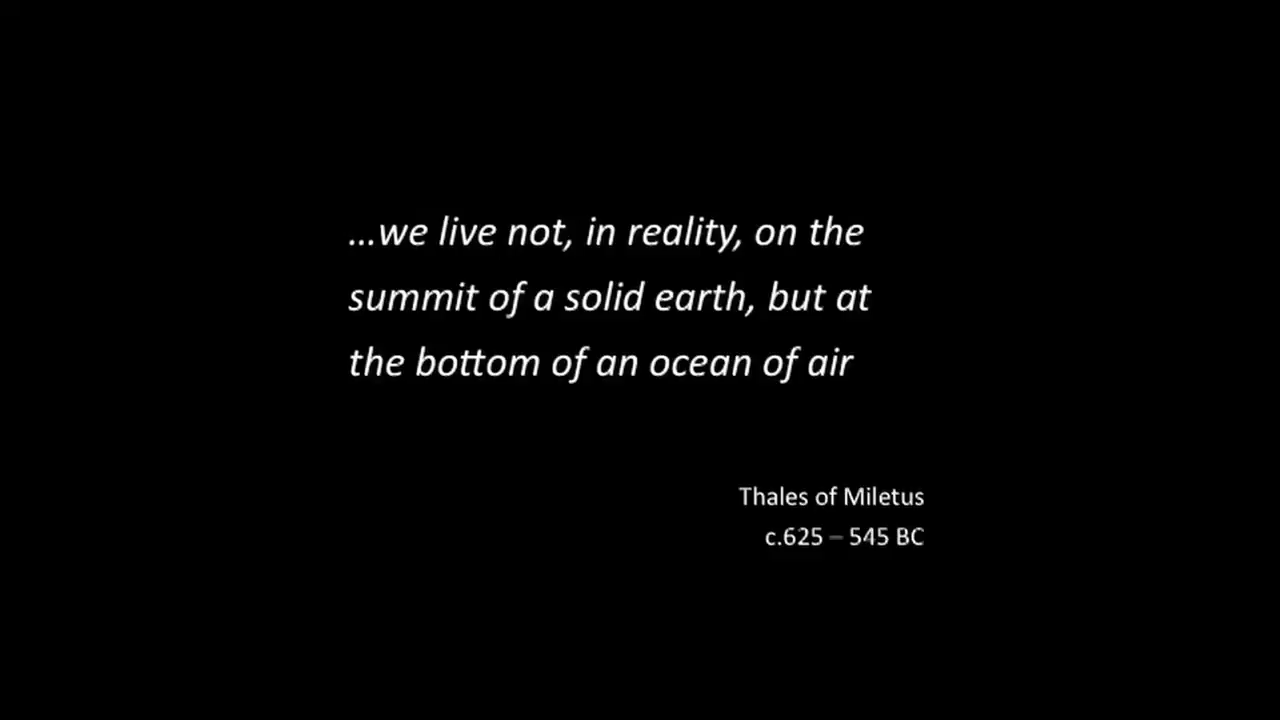 …we live not, in reality, on the
summit of a solid earth, but at
the bottom of an ocean of air
Thales of Miletus
c.625 – 545 BC